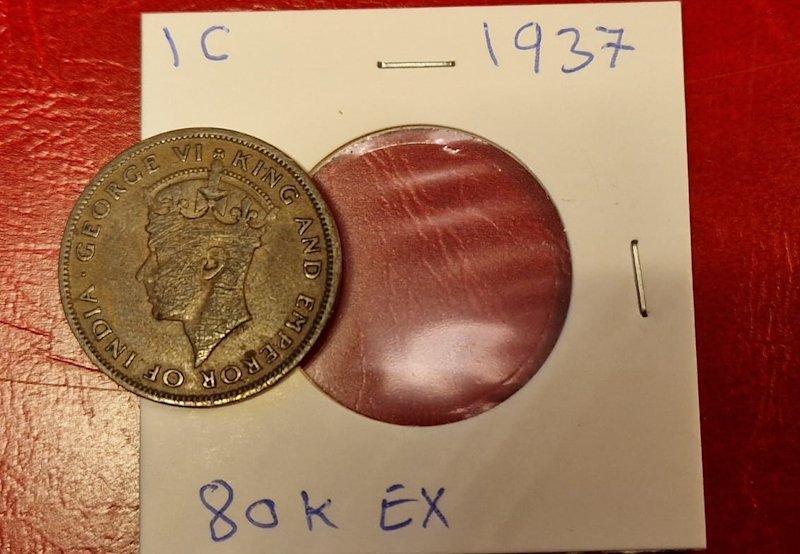 1C 1937
GEORGE VI KING AND EMPEROR OF INDIA
80K EX